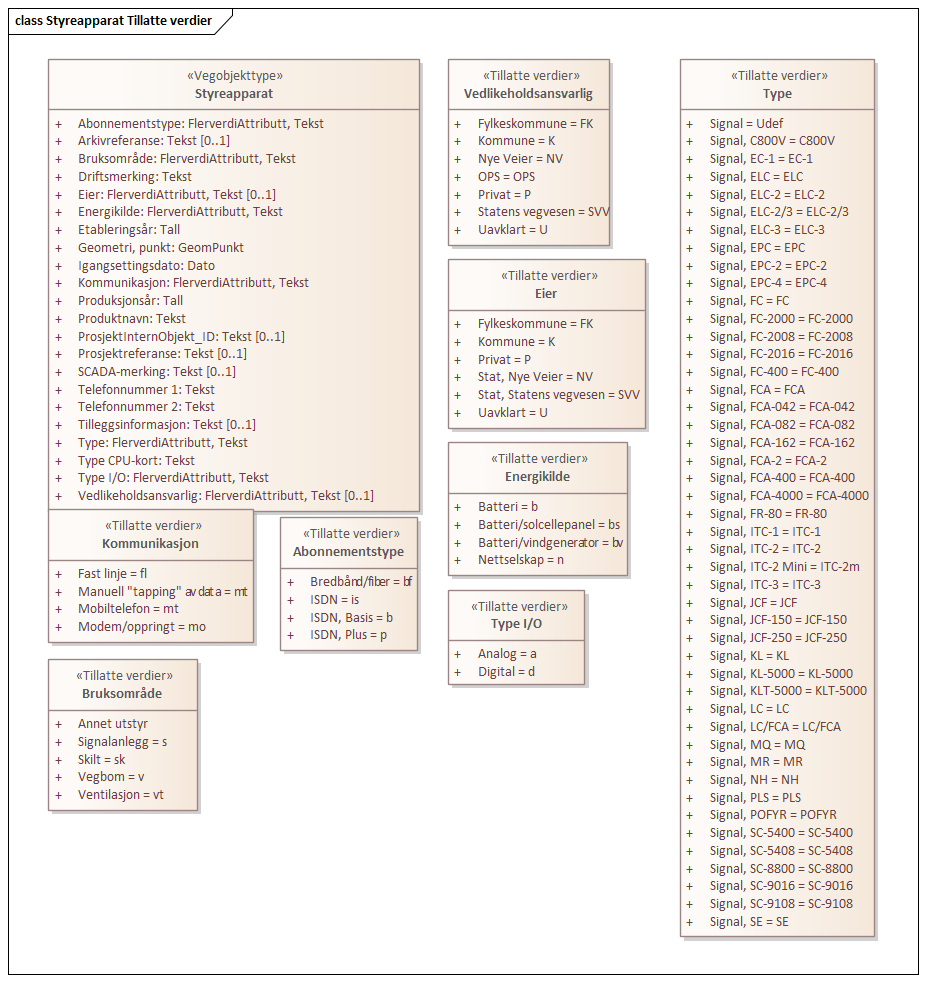 class Styreapparat Tillatte verdier
«Vegobjekttype»
Styreapparat
+ Abonnementstype: FlerverdiAttributt, Tekst
+ Arkivreferanse: Tekst [0..1]
+ Bruksområde: FlerverdiAttributt, Tekst
+ Driftsmerking: Tekst
+ Eier: FlerverdiAttributt, Tekst [0..1]
+ Energikilde: FlerverdiAttributt, Tekst
+ Etableringsår: Tall
+ Geometri, punkt: GeomPunkt
+ Igangsettingsdato: Dato
+ Kommunikasjon: FlerverdiAttributt, Tekst
+ Produksjonsår: Tall
+ Produktnavn: Tekst
+ ProsjektInternObjekt_ID: Tekst [0..1]
+ Prosjektreferanse: Tekst [0..1]
+ SCADA-merking: Tekst [0..1]
+ Telefonnummer 1: Tekst
+ Telefonnummer 2: Tekst
+ Tilleggsinformasjon: Tekst [0..1]
+ Type: FlerverdiAttributt, Tekst
+ Type CPU-kort: Tekst
+ Type I/O: FlerverdiAttributt, Tekst
+ Vedlikeholdsansvarlig: FlerverdiAttributt, Tekst [0..1]
«Tillatte verdier»
Kommunikasjon
+ Fast linje = fl
+ Manuell "tapping" av data = mt
+ Mobiltelefon = mt
+ Modem/oppringt = mo
«Tillatte verdier»
Abonnementstype
+ Bredbånd/fiber = bf
+ ISDN = is
+ ISDN, Basis = b
+ ISDN, Plus = p
«Tillatte verdier»
Bruksområde
+ Annet utstyr
+ Signalanlegg = s
+ Skilt = sk
+ Vegbom = v
+ Ventilasjon = vt
«Tillatte verdier»
Vedlikeholdsansvarlig
+ Fylkeskommune = FK
+ Kommune = K
+ Nye Veier = NV
+ OPS = OPS
+ Privat = P
+ Statens vegvesen = SVV
+ Uavklart = U
«Tillatte verdier»
Eier
+ Fylkeskommune = FK
+ Kommune = K
+ Privat = P
+ Stat, Nye Veier = NV
+ Stat, Statens vegvesen = SVV
+ Uavklart = U
«Tillatte verdier»
Energikilde
+ Batteri = b
+ Batteri/solcellepanel = bs
+ Batteri/vindgenerator = bv
+ Nettselskap = n
«Tillatte verdier»
Type I/O
+ Analog = a
+ Digital = d
«Tillatte verdier»
Type
+ Signal = Udef
+ Signal, C800V = C800V
+ Signal, EC-1 = EC-1
+ Signal, ELC = ELC
+ Signal, ELC-2 = ELC-2
+ Signal, ELC-2/3 = ELC-2/3
+ Signal, ELC-3 = ELC-3
+ Signal, EPC = EPC
+ Signal, EPC-2 = EPC-2
+ Signal, EPC-4 = EPC-4
+ Signal, FC = FC
+ Signal, FC-2000 = FC-2000
+ Signal, FC-2008 = FC-2008
+ Signal, FC-2016 = FC-2016
+ Signal, FC-400 = FC-400
+ Signal, FCA = FCA
+ Signal, FCA-042 = FCA-042
+ Signal, FCA-082 = FCA-082
+ Signal, FCA-162 = FCA-162
+ Signal, FCA-2 = FCA-2
+ Signal, FCA-400 = FCA-400
+ Signal, FCA-4000 = FCA-4000
+ Signal, FR-80 = FR-80
+ Signal, ITC-1 = ITC-1
+ Signal, ITC-2 = ITC-2
+ Signal, ITC-2 Mini = ITC-2m
+ Signal, ITC-3 = ITC-3
+ Signal, JCF = JCF
+ Signal, JCF-150 = JCF-150
+ Signal, JCF-250 = JCF-250
+ Signal, KL = KL
+ Signal, KL-5000 = KL-5000
+ Signal, KLT-5000 = KLT-5000
+ Signal, LC = LC
+ Signal, LC/FCA = LC/FCA
+ Signal, MQ = MQ
+ Signal, MR = MR
+ Signal, NH = NH
+ Signal, PLS = PLS
+ Signal, POFYR = POFYR
+ Signal, SC-5400 = SC-5400
+ Signal, SC-5408 = SC-5408
+ Signal, SC-8800 = SC-8800
+ Signal, SC-9016 = SC-9016
+ Signal, SC-9108 = SC-9108
+ Signal, SE = SE